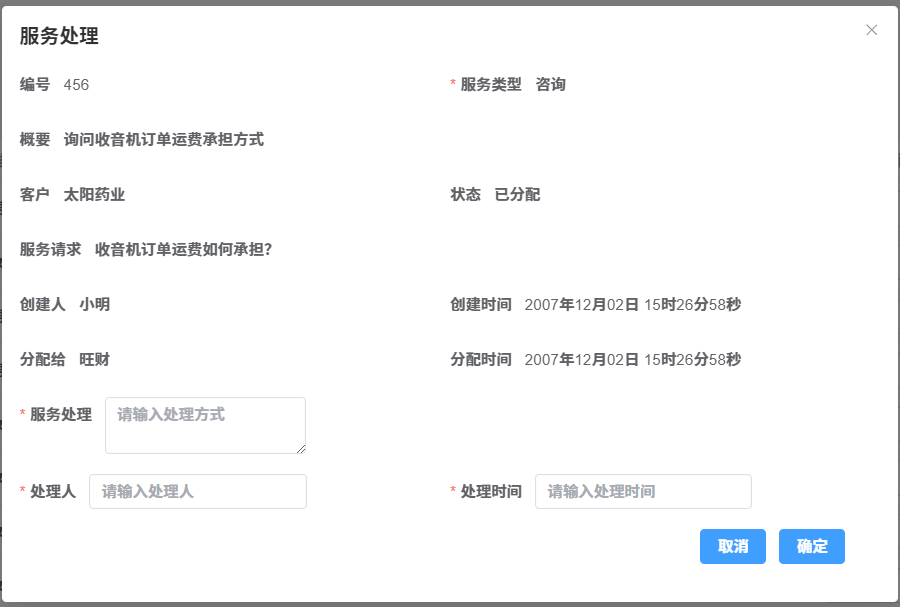 服务处理
编号 456
* 服务类型 咨询
概要 询问收音机订单运费承担方式
客户 太阳药业
状态 已分配
服务请求 收音机订单运费如何承担?
创建人 小明
创建时间 2007年12月02日 15时26分58秒
分配给 旺财
分配时间 2007年12月02日 15时26分58秒
* 服务处理 请输入处理方式
* 处理人 请输入处理人
* 处理时间 请输入处理时间
取消 确定